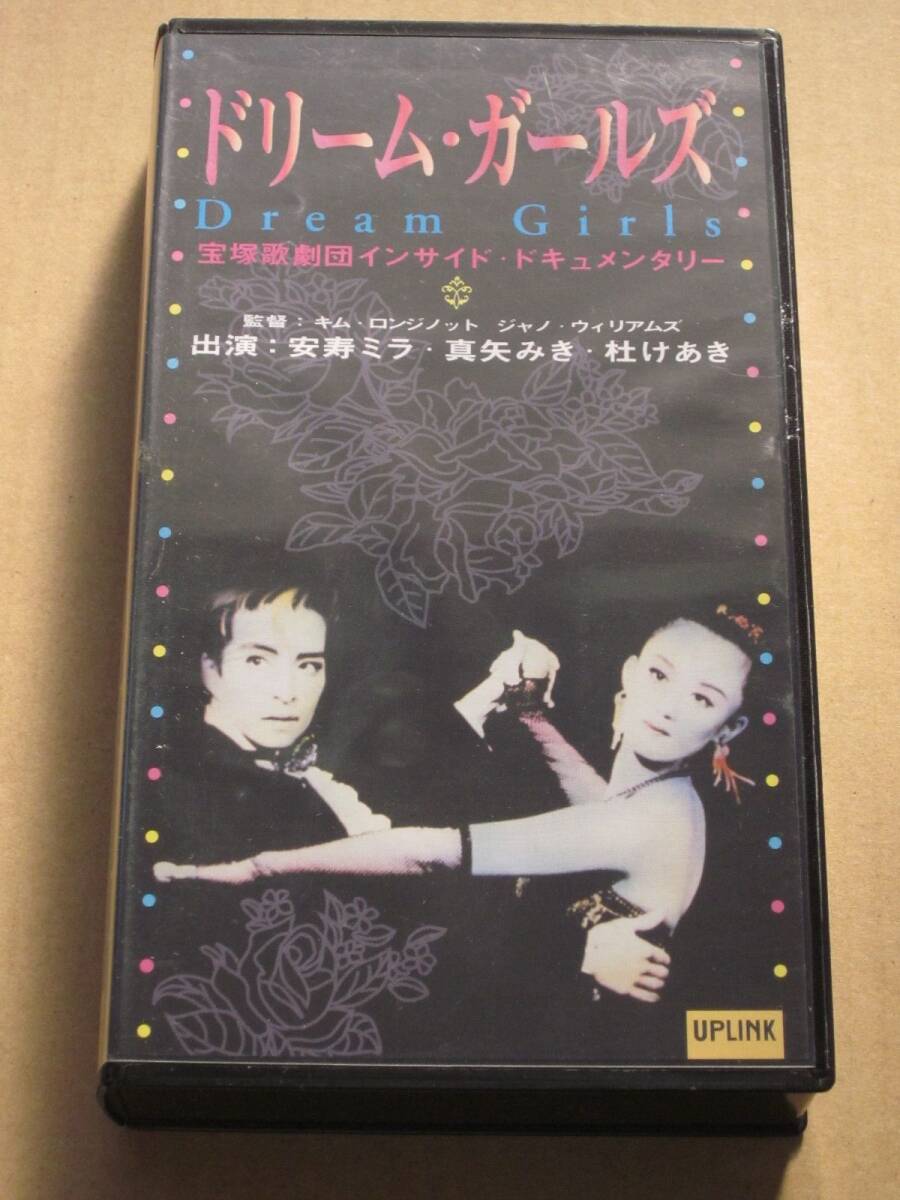 ドリーム・ガールズ
Dream Girls
宝塚歌劇団インサイド・ドキュメンタリー
監督：キム・ロンジノット ジャノ・ウィリアムズ
出演：安寿ミラ・真矢みき・杜けあき
UPLINK